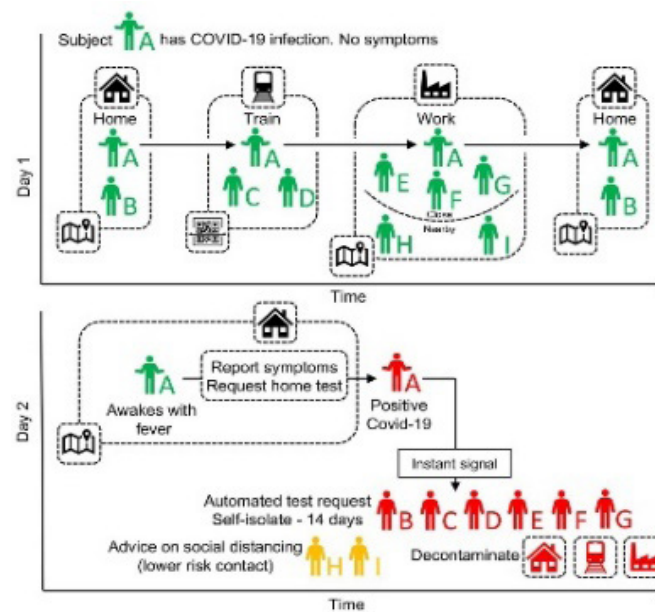 Subject A has COVID-19 infection. No symptoms
Home Train Work Home
A A A A
B C D E F G B
Close
Nearby
H I
Day 1
Time
Day 2
A Report symptoms A
Request home test
Awakes with Positive
fever Covid-19
Instant signal
Automated test request
Self-isolate - 14 days
B C D E F G
Advice on social distancing
(lower risk contact)
H I
Decontaminate
Time